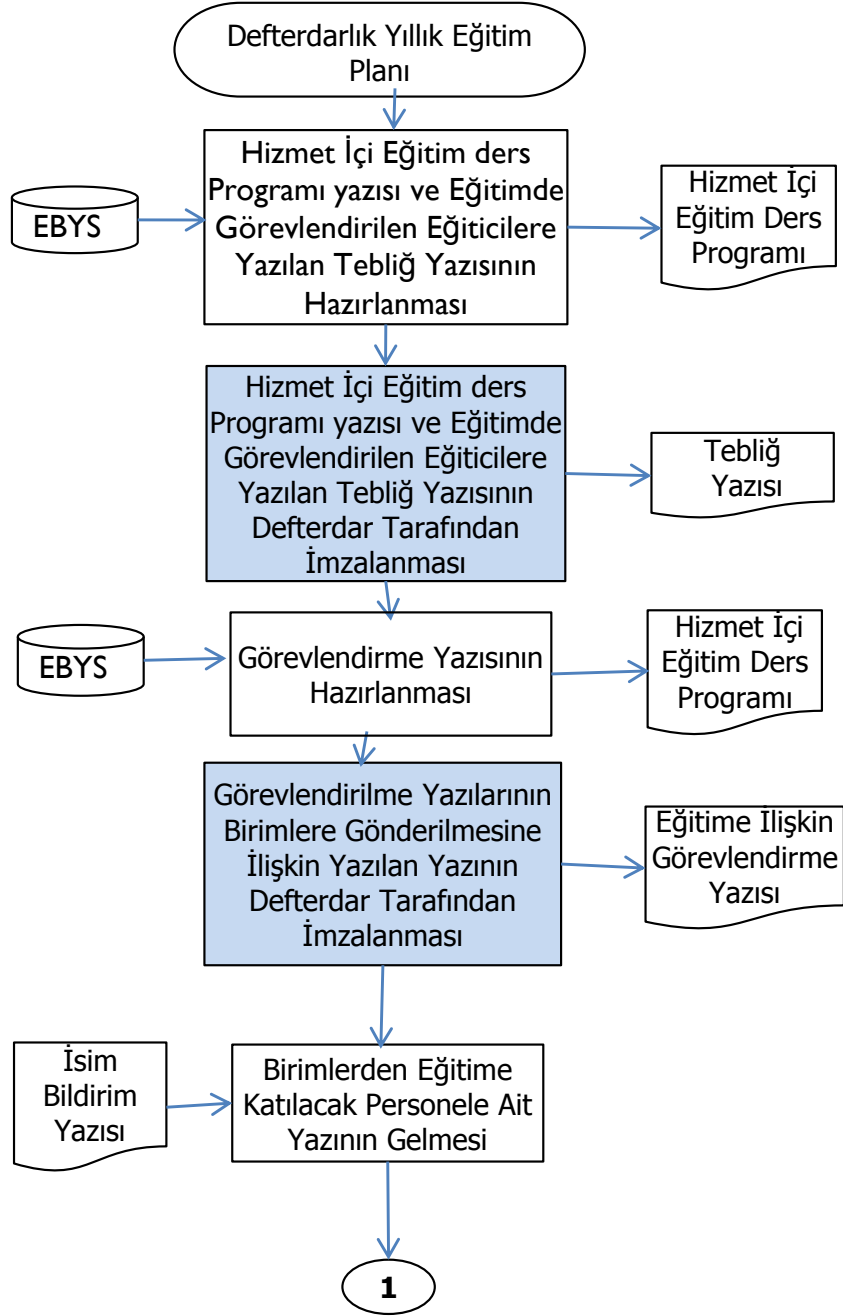 Defterdarlık Yıllık Eğitim
Planı
EBYS
Hizmet İçi Eğitim ders
Programı yazısı ve Eğitimde
Görevlendirilen Eğiticilere
Yazılan Tebliğ Yazısının
Hazırlanması
Hizmet İçi
Eğitim Ders
Programı
Hizmet İçi Eğitim ders
Programı yazısı ve Eğitimde
Görevlendirilen Eğiticilere
Yazılan Tebliğ Yazısının
Defterdar Tarafından
İmzalanması
Tebliğ
Yazısı
EBYS
Görevlendirme Yazısının
Hazırlanması
Hizmet İçi
Eğitim Ders
Programı
Görevlendirilme Yazılarının
Birimlere Gönderilmesine
İlişkin Yazılan Yazının
Defterdar Tarafından
İmzalanması
Eğitime İlişkin
Görevlendirme
Yazısı
İsim
Bildirim
Yazısı
Birimlerden Eğitime
Katılacak Personele Ait
Yazının Gelmesi
1